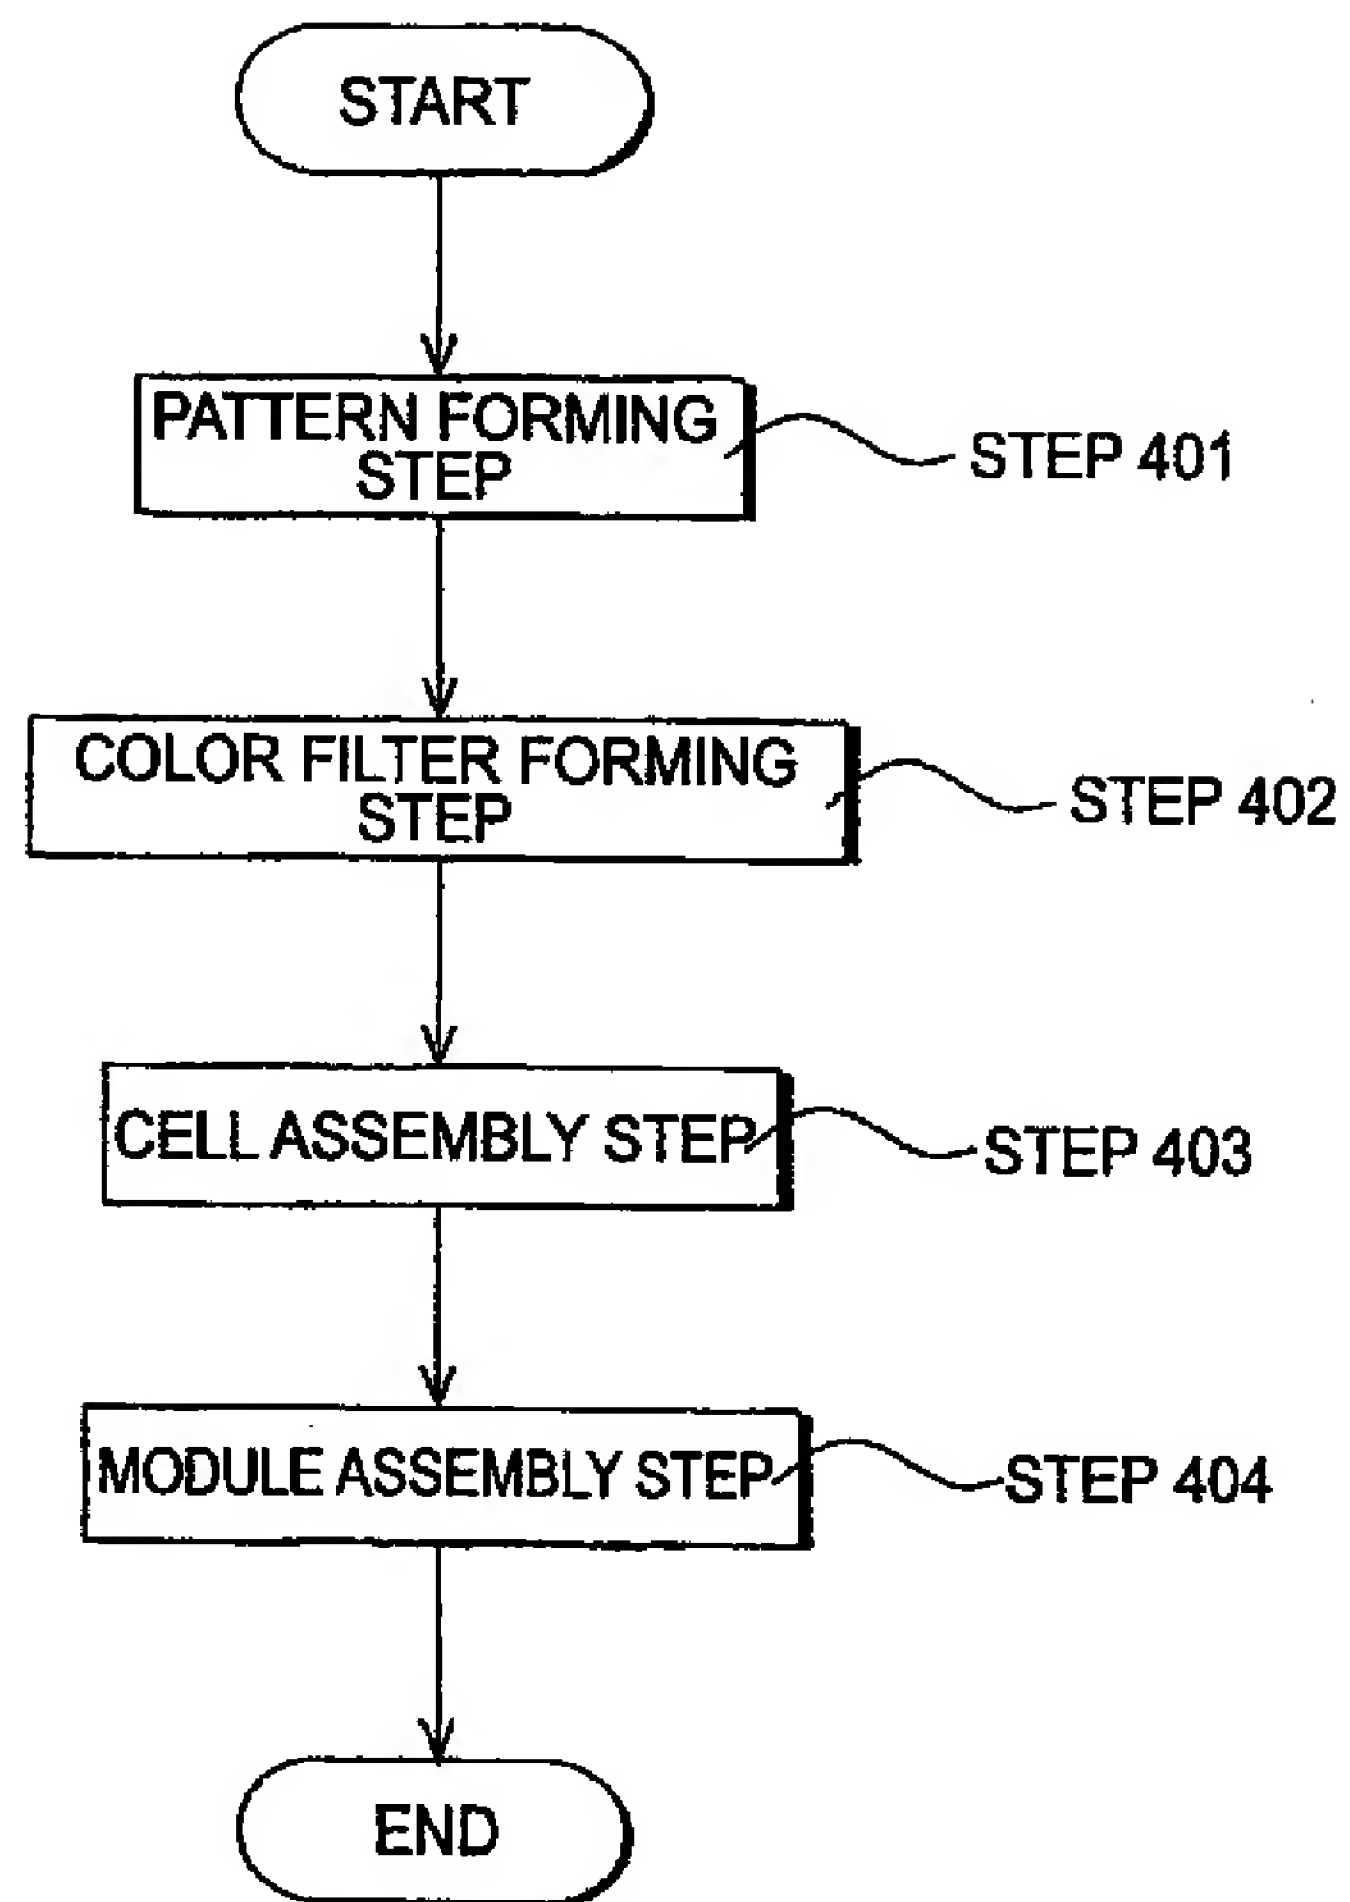 START
PATTERN FORMING
STEP
STEP 401
COLOR FILTER FORMING
STEP
STEP 402
CELL ASSEMBLY STEP
STEP 403
MODULE ASSEMBLY STEP
STEP 404
END